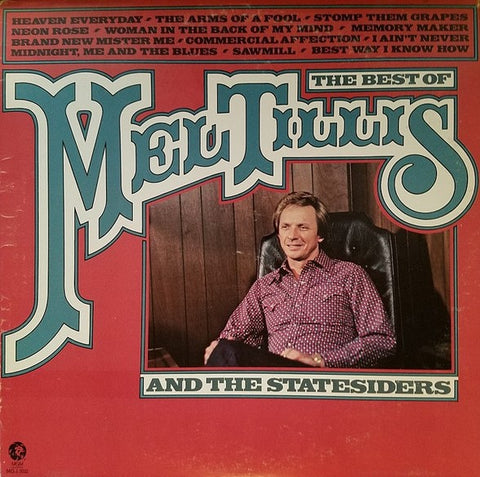 HEAVEN EVERYDAY • THE ARMS OF A FOOL • STOMP THEM GRAPES
NEON ROSE • WOMAN IN THE BACK OF MY MIND • MEMORY MAKER
BRAND NEW MISTER ME • COMMERCIAL AFFECTION • I AIN'T NEVER
MIDNIGHT, ME AND THE BLUES • SAWMILL • BEST WAY I KNOW HOW
THE BEST OF
MEL TILLIS
AND THE STATESIDERS
MGM